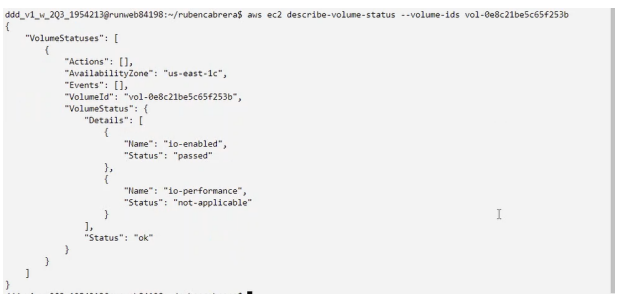 ddd_v1_w_2Q3_1954213@runweb84198:~/rubencabrera$ aws ec2 describe-volume-status --volume-ids vol-0e8c21be5c65f253b
{
    "VolumeStatuses": [
        {
            "Actions": [],
            "AvailabilityZone": "us-east-1c",
            "Events": [],
            "VolumeId": "vol-0e8c21be5c65f253b",
            "VolumeStatus": {
                "Details": [
                    {
                        "Name": "io-enabled",
                        "Status": "passed"
                    },
                    {
                        "Name": "io-performance",
                        "Status": "not-applicable"
                    }
                ],
                "Status": "ok"
            }
        }
    ]
}